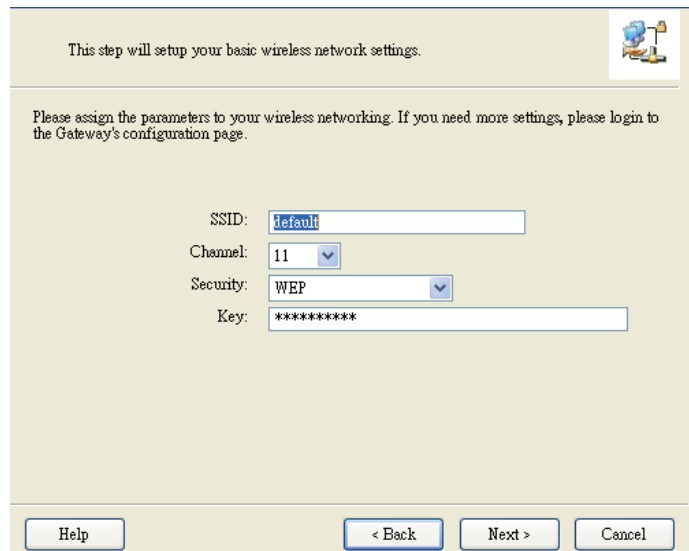 This step will setup your basic wireless network settings.
Please assign the parameters to your wireless networking. If you need more settings, please login to
the Gateway's configuration page.
SSID: default
Channel: 11
Security: WEP
Key: **********
Help < Back Next > Cancel